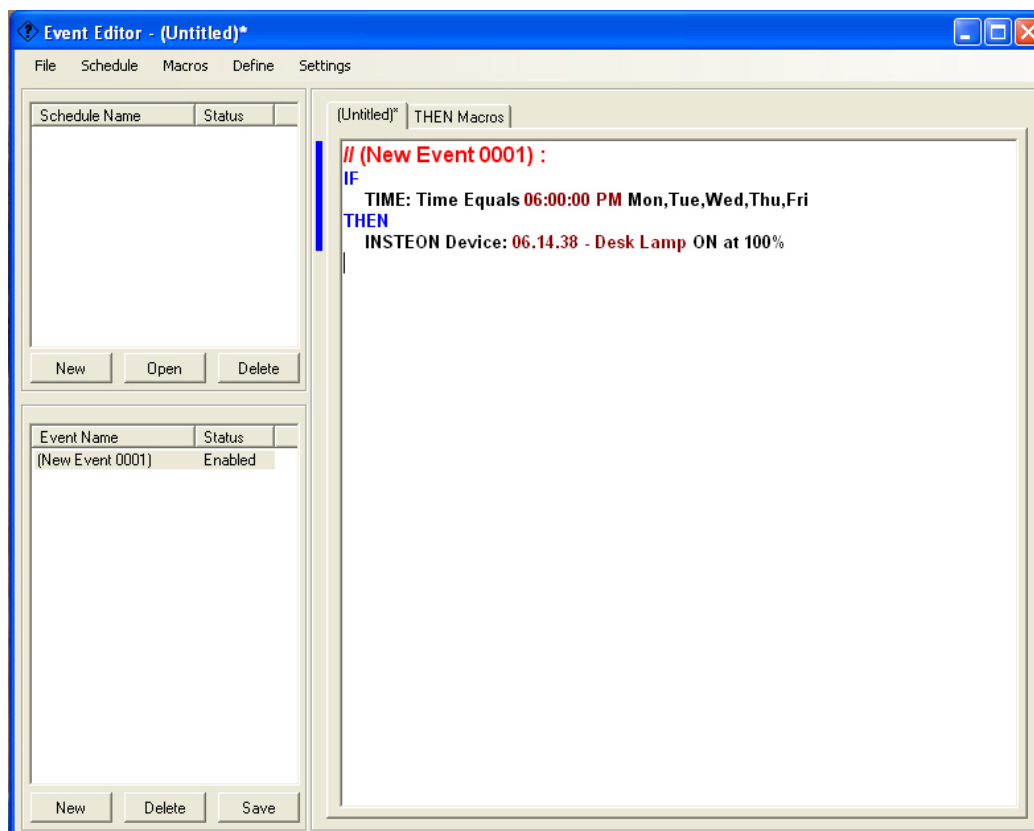 Event Editor - (Untitled)*
File Schedule Macros Define Settings
Schedule Name Status
New Open Delete
Event Name Status
(New Event 0001) Enabled
New Delete Save
(Untitled)* THEN Macros
// (New Event 0001) :
IF
TIME: Time Equals 06:00:00 PM Mon,Tue,Wed,Thu,Fri
THEN
INSTEON Device: 06.14.38 - Desk Lamp ON at 100%